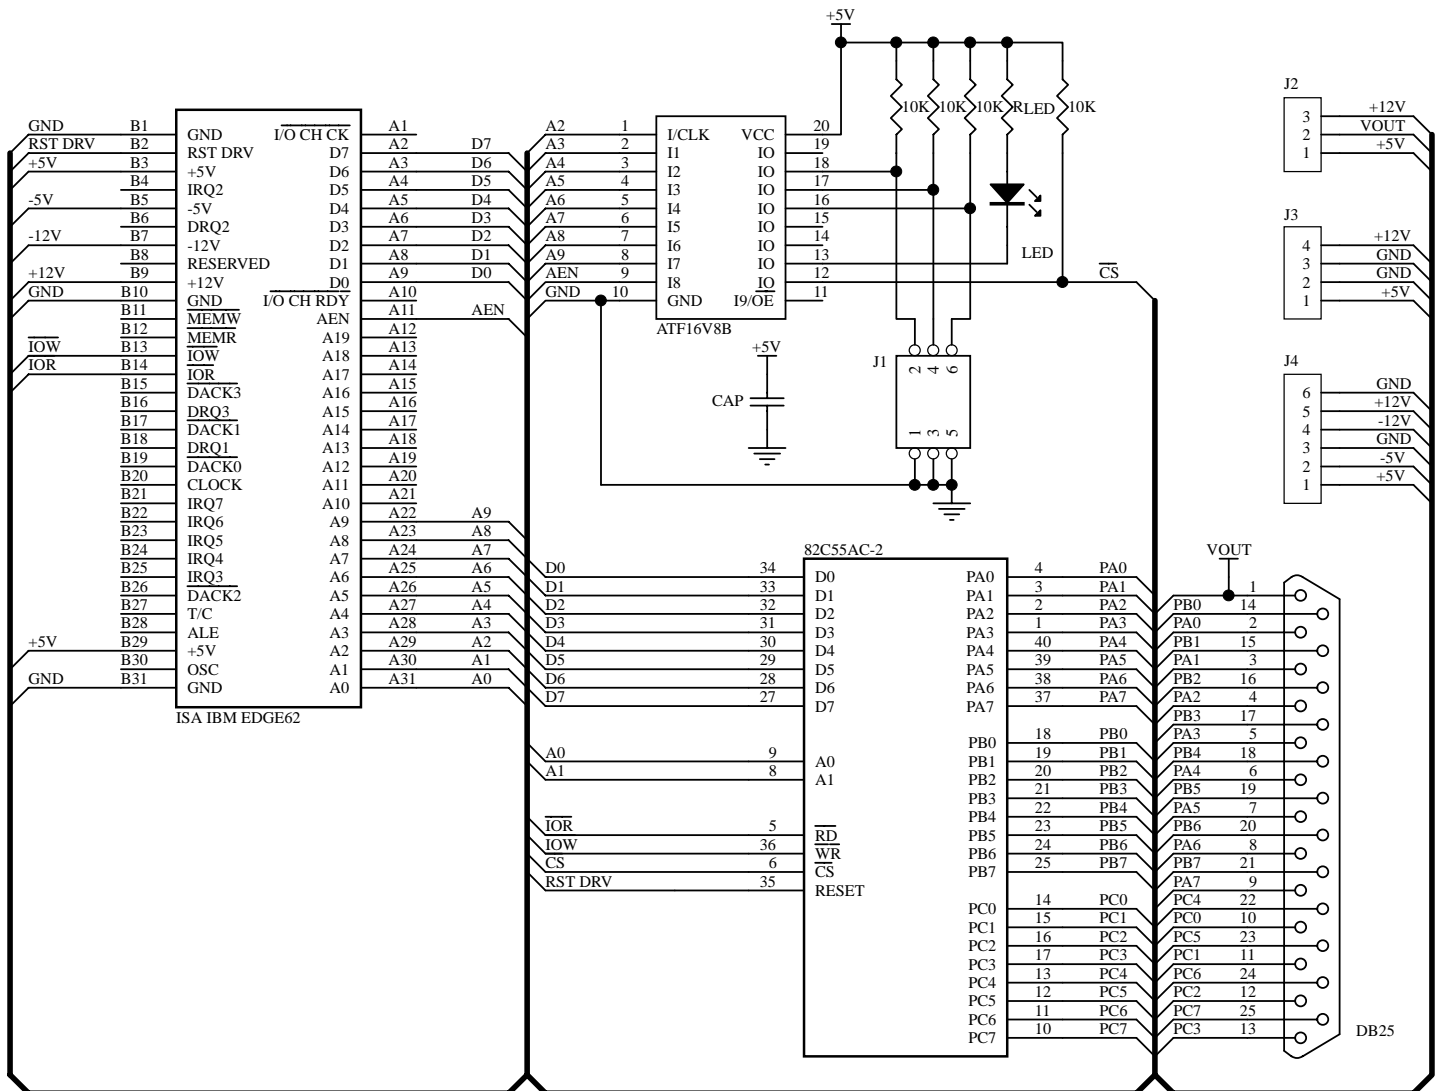 +5V
10K 10K 10K RLED 10K
LED
CS
GND B1 GND I/O CH CK A1
RST DRV B2 RST DRV D7 A2 D7
+5V B3 +5V D6 A3 D6
B4 IRQ2 D5 A4 D5
-5V B5 -5V D4 A5 D4
B6 DRQ2 D3 A6 D3
-12V B7 -12V D2 A7 D2
B8 RESERVED D1 A8 D1
+12V B9 +12V D0 A9 D0
GND B10 GND I/O CH RDY A10
B11 MEMW AEN A11 AEN
B12 MEMR A19 A12
IOW B13 IOW A18 A13
IOR B14 IOR A17 A14
B15 DACK3 A16 A15
B16 DRQ3 A15 A16
B17 DACK1 A14 A17
B18 DRQ1 A13 A18
B19 DACK0 A12 A19
B20 CLOCK A11 A20
B21 IRQ7 A10 A21
B22 IRQ6 A9 A22 A9
B23 IRQ5 A8 A23 A8
B24 IRQ4 A7 A24 A7
B25 IRQ3 A6 A25 A6
B26 DACK2 A5 A26 A5
B27 T/C A4 A27 A4
B28 ALE A3 A28 A3
+5V B29 +5V A2 A29 A2
B30 OSC A1 A30 A1
GND B31 GND A0 A31 A0
ISA IBM EDGE62
A2 1 I/CLK VCC 20
A3 2 I1 IO 19
A4 3 I2 IO 18
A5 4 I3 IO 17
A6 5 I4 IO 16
A7 6 I5 IO 15
A8 7 I6 IO 14
A9 8 I7 IO 13
AEN 9 I8 IO 12
GND 10 GND I9/OE 11
ATF16V8B
+5V
CAP
J1
2 4 6
1 3 5
J2
3 +12V
2 VOUT
1 +5V
J3
4 +12V
3 GND
2 GND
1 +5V
J4
6 GND
5 +12V
4 -12V
3 GND
2 -5V
1 +5V
82C55AC-2
D0 34 D0 PA0 4 PA0
D1 33 D1 PA1 3 PA1
D2 32 D2 PA2 2 PA2
D3 31 D3 PA3 1 PA3
D4 30 D4 PA4 40 PA4
D5 29 D5 PA5 39 PA5
D6 28 D6 PA6 38 PA6
D7 27 D7 PA7 37 PA7
PB0 18 PB0
A0 9 A0 PB1 19 PB1
A1 8 A1 PB2 20 PB2
PB3 21 PB3
PB4 22 PB4
IOR 5 RD PB5 23 PB5
IOW 36 WR PB6 24 PB6
CS 6 CS PB7 25 PB7
RST DRV 35 RESET
PC0 14 PC0
PC1 15 PC1
PC2 16 PC2
PC3 17 PC3
PC4 13 PC4
PC5 12 PC5
PC6 11 PC6
PC7 10 PC7
VOUT
1
PB0 14
PA0 2
PB1 15
PA1 3
PB2 16
PA2 4
PB3 17
PA3 5
PB4 18
PA4 6
PB5 19
PA5 7
PB6 20
PA6 8
PB7 21
PA7 9
PC4 22
PC0 10
PC5 23
PC1 11
PC6 24
PC2 12
PC7 25
PC3 13
DB25